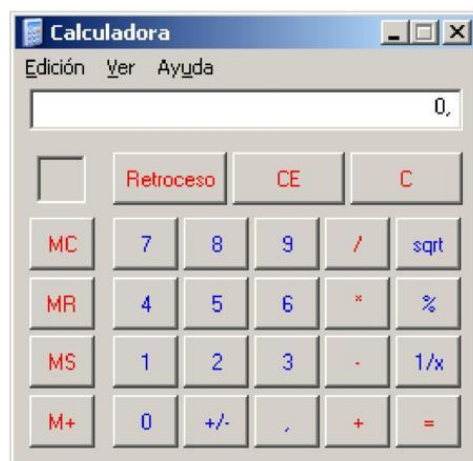 Calculadora
Edición Ver Ayuda
0,
Retroceso CE C
MC 7 8 9 / sqrt
MR 4 5 6 * %
MS 1 2 3 - 1/x
M+ 0 +/- , + =